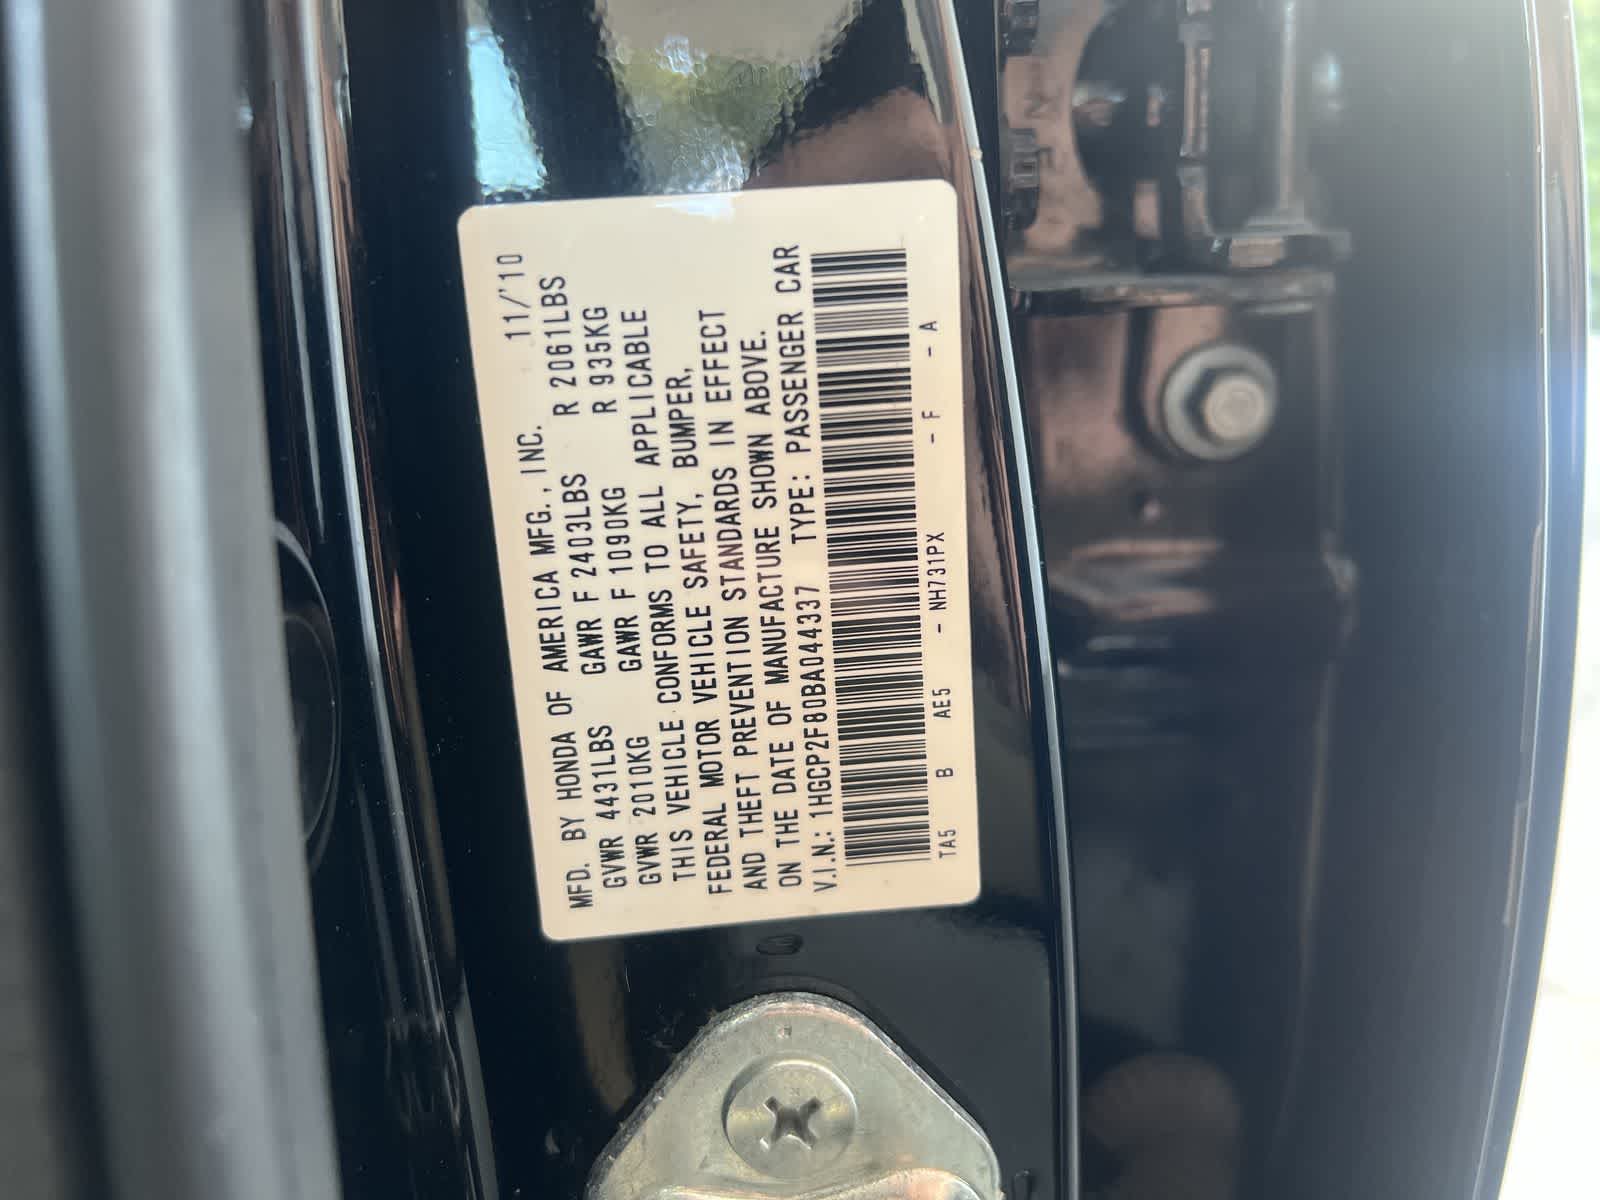 MFD. BY HONDA OF AMERICA MFG., INC. 11/'10
GVWR 4431LBS GAWR F 2403LBS R 2061LBS
GVWR 2010KG GAWR F 1090KG R 935KG
THIS VEHICLE CONFORMS TO ALL APPLICABLE
FEDERAL MOTOR VEHICLE SAFETY, BUMPER,
AND THEFT PREVENTION STANDARDS IN EFFECT
ON THE DATE OF MANUFACTURE SHOWN ABOVE.
V.I.N.: 1HGCP2F80BA044337 TYPE: PASSENGER CAR
TA5 B AE5 - NH731PX - F - A